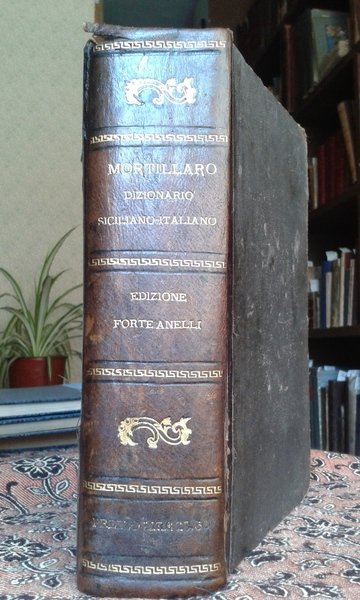 MORTILLARO
DIZIONARIO
SICILIANO-ITALIANO
EDIZIONE
FORTE ANELLI